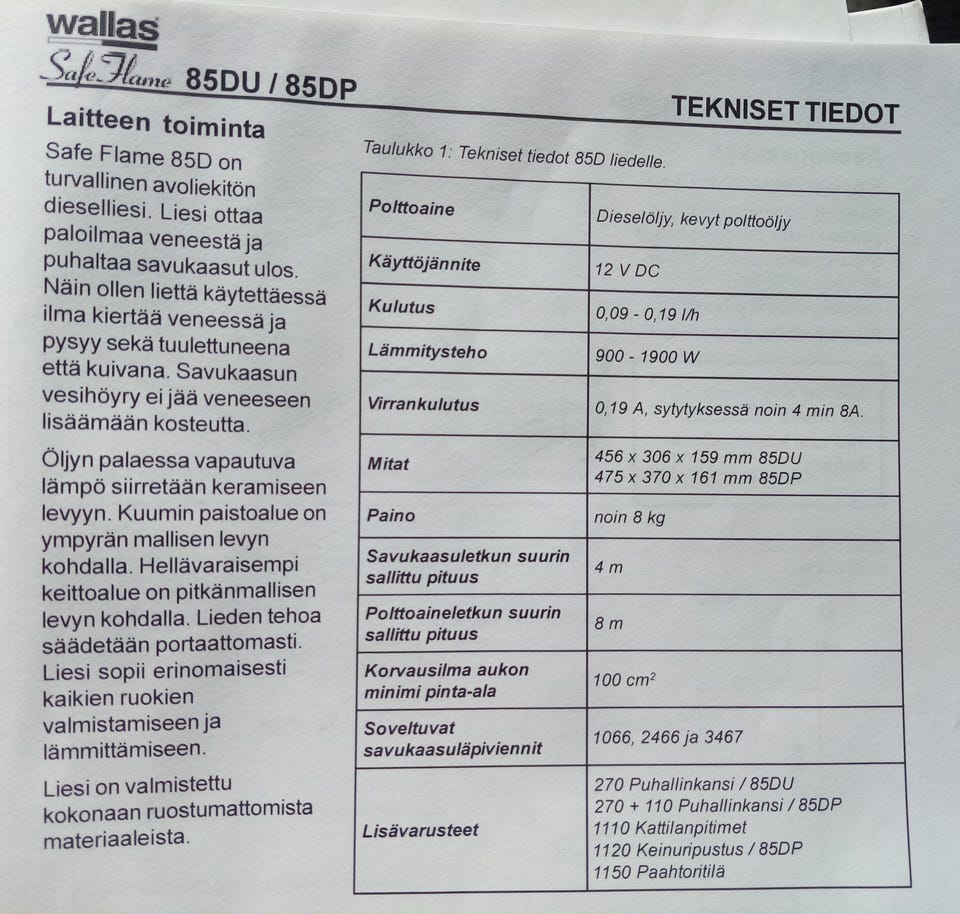 wallas
Safe Flame 85DU / 85DP
TEKNISET TIEDOT
Laitteen toiminta
Safe Flame 85D on
turvallinen avoliekitön
dieselliesi. Liesi ottaa
paloilmaa veneestä ja
puhaltaa savukaasut ulos.
Näin ollen liettä käytettäessä
ilma kiertää veneessä ja
pysyy sekä tuulettuneena
että kuivana. Savukaasun
vesihöyry ei jää veneeseen
lisäämään kosteutta.
Öljyn palaessa vapautuva
lämpö siirretään keramiseen
levyyn. Kuumin paistoalue on
ympyrän mallisen levyn
kohdalla. Hellävaraisempi
keittoalue on pitkänmallisen
levyn kohdalla. Lieden tehoa
säädetään portaattomasti.
Liesi sopii erinomaisesti
kaikien ruokien
valmistamiseen ja
lämmittämiseen.
Liesi on valmistettu
kokonaan ruostumattomista
materiaaleista.
Taulukko 1: Tekniset tiedot 85D liedelle.
Polttoaine Dieselöljy, kevyt polttoöljy
Käyttöjännite 12 V DC
Kulutus 0,09 - 0,19 l/h
Lämmitysteho 900 - 1900 W
Virrankulutus 0,19 A, sytytyksessä noin 4 min 8A.
Mitat 456 x 306 x 159 mm 85DU
475 x 370 x 161 mm 85DP
Paino noin 8 kg
Savukaasuletkun suurin
sallittu pituus 4 m
Polttoaineletkun suurin
sallittu pituus 8 m
Korvausilma aukon
minimi pinta-ala 100 cm²
Soveltuvat
savukaasuläpiviennit 1066, 2466 ja 3467
Lisävarusteet 270 Puhallinkansi / 85DU
270 + 110 Puhallinkansi / 85DP
1110 Kattilanpitimet
1120 Keinuripustus / 85DP
1150 Paahtoritilä